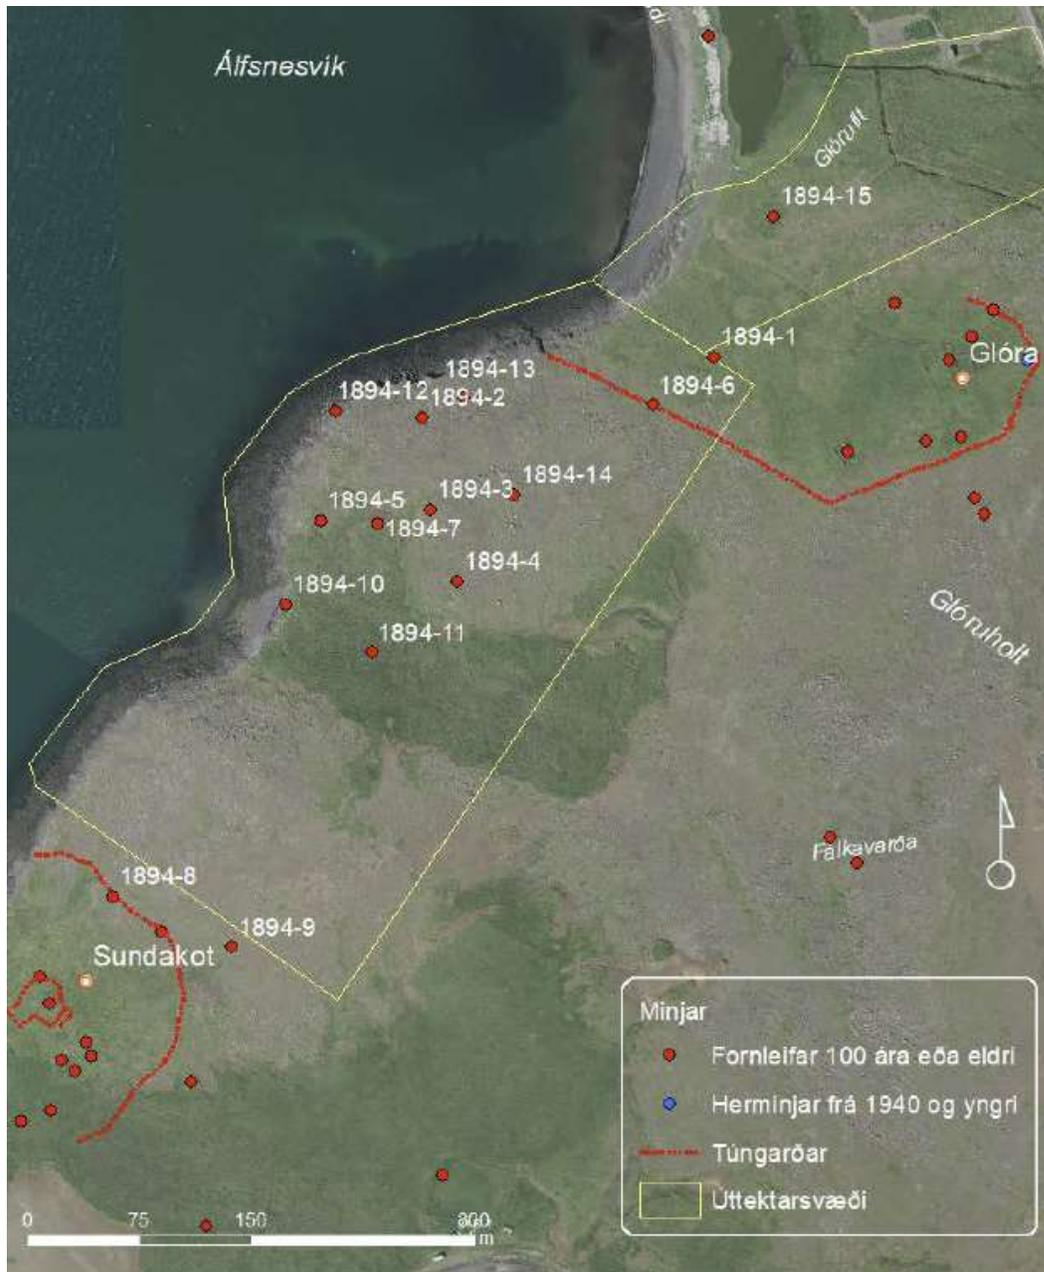 Álfsnesvík
Glórufit
1894-15
1894-1
Glóra
1894-13
1894-6
1894-12
1894-2
1894-14
1894-3
1894-5
1894-7
1894-4
1894-10
Glóruholt
1894-11
Fálkavarða
1894-8
1894-9
Sundakot
Minjar
Fornleifar 100 ára eða eldri
Herminjar frá 1940 og yngri
Túngarðar
Úttektarsvæði
0 75 150 300
m